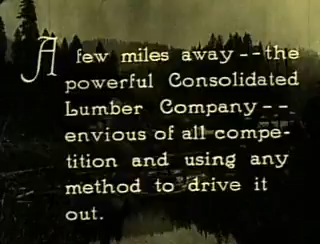 A few miles away--the
powerful Consolidated
Lumber Company--
envious of all compe-
tition and using any
method to drive it
out.